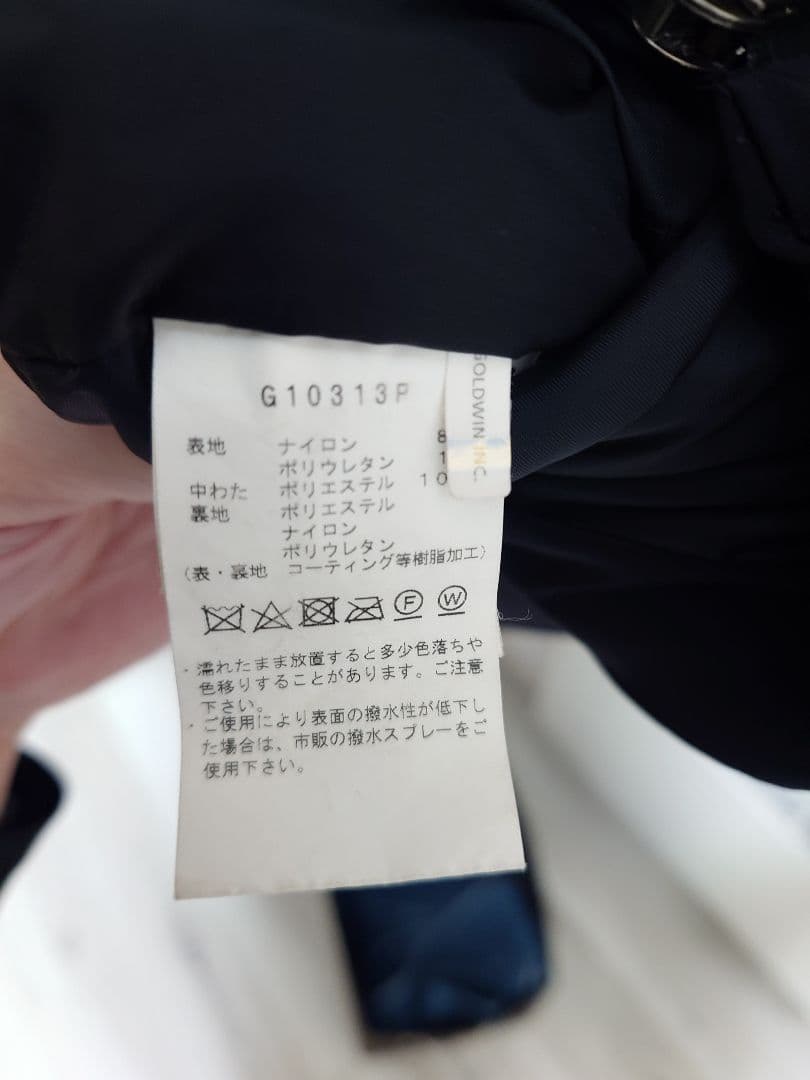 G10313P
GOLDWIN INC.
表地 ナイロン 8
ポリウレタン 1
中わた ポリエステル 10
裏地 ポリエステル
ナイロン
ポリウレタン
(表・裏地 コーティング等樹脂加工)
F W
・濡れたまま放置すると多少色落ちや
色移りすることがあります。ご注意
下さい。
・ご使用により表面の撥水性が低下し
た場合は、市販の撥水スプレーをご
使用下さい。